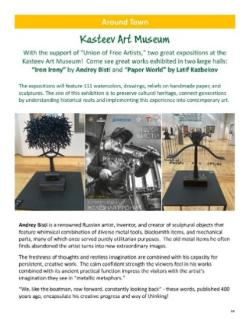 Around Town
Kasteev Art Museum
With the support of "Union of Free Artists," two great expositions at the
Kasteev Art Museum! Come see great works exhibited in two large halls:
"Iron Irony" by Andrey Bisti and "Paper World" by Latif Kazbekov
The expositions will feature 111 watercolors, drawings, reliefs on handmade paper, and
sculptures. The aim of this exhibition is to preserve cultural heritage, connect generations
by understanding historical roots and implementing this experience into contemporary art.
Andrey Bisti is a renowned Russian artist, inventor, and creator of sculptural objects that
feature whimsical combination of diverse metal tools, blacksmith items, and mechanical
parts, many of which once served purely utilitarian purposes. The old metal items he often
finds abandoned the artist turns into new extraordinary images.
The freshness of thoughts and restless imagination are combined with his capacity for
persistent, creative work. The calm confident strength the viewers feel in his works
combined with its ancient practical function impress the visitors with the artist's
imagination they see in "metallic metaphors."
"We, like the boatman, row forward, constantly looking back" - these words, published 400
years ago, encapsulate his creative progress and way of thinking!